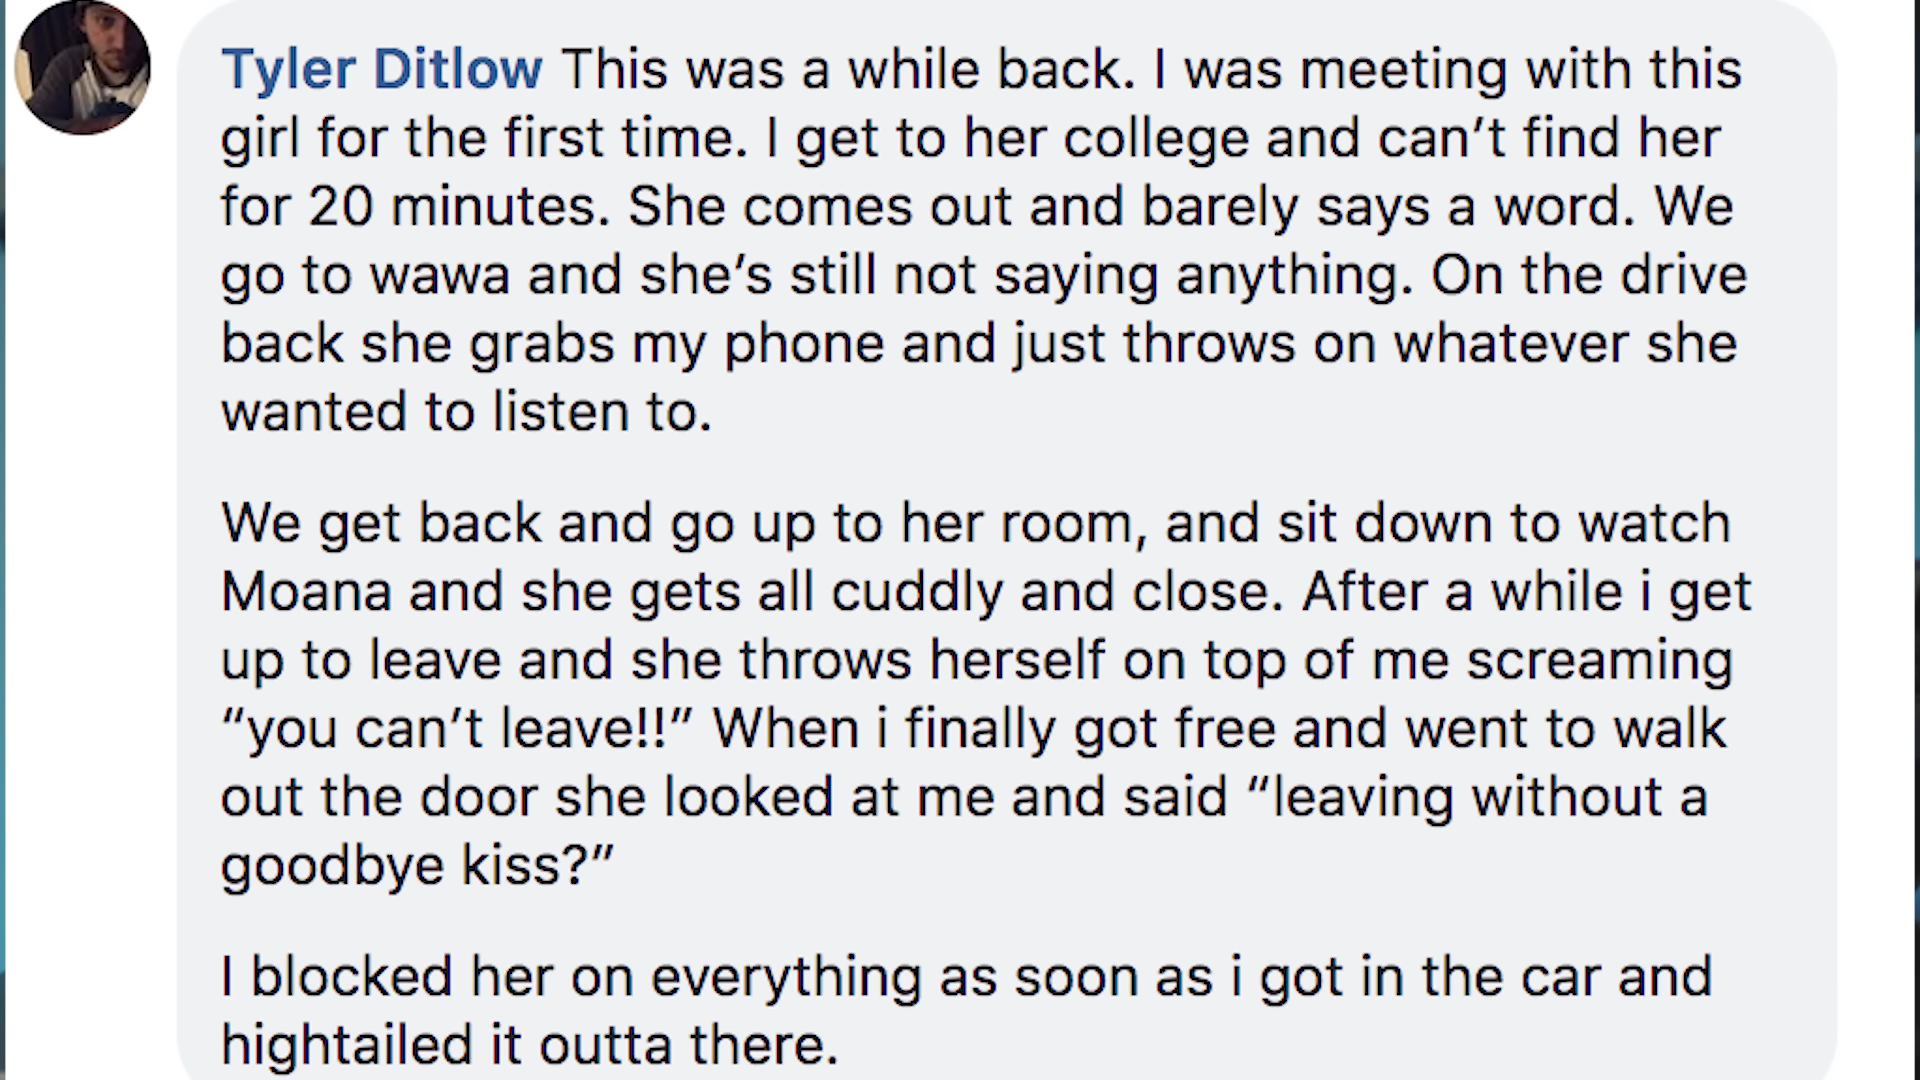 Tyler Ditlow This was a while back. I was meeting with this
girl for the first time. I get to her college and can’t find her
for 20 minutes. She comes out and barely says a word. We
go to wawa and she’s still not saying anything. On the drive
back she grabs my phone and just throws on whatever she
wanted to listen to.
We get back and go up to her room, and sit down to watch
Moana and she gets all cuddly and close. After a while i get
up to leave and she throws herself on top of me screaming
“you can’t leave!!” When i finally got free and went to walk
out the door she looked at me and said “leaving without a
goodbye kiss?”
I blocked her on everything as soon as i got in the car and
hightailed it outta there.